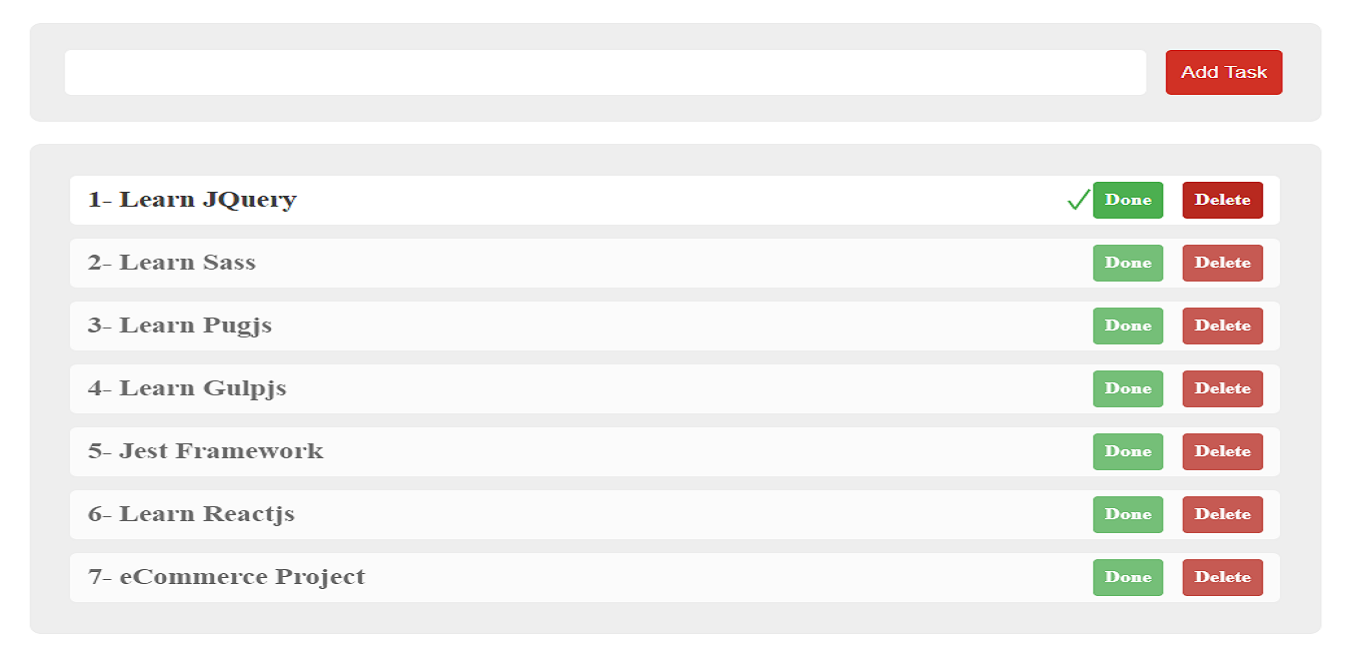 Add Task
1- Learn JQuery Done Delete
2- Learn Sass Done Delete
3- Learn Pugjs Done Delete
4- Learn Gulpjs Done Delete
5- Jest Framework Done Delete
6- Learn Reactjs Done Delete
7- eCommerce Project Done Delete